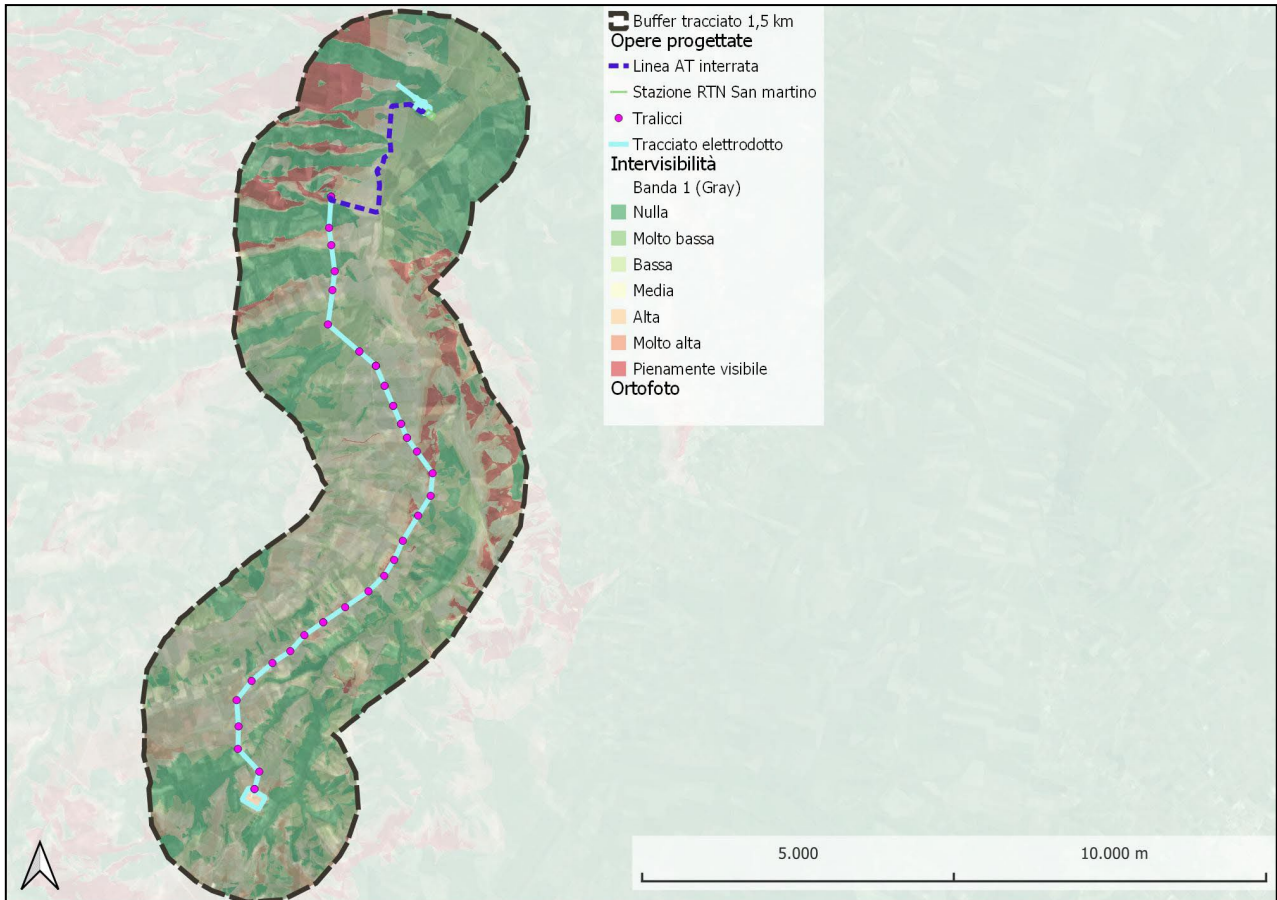 Buffer tracciato 1,5 km
Opere progettate
Linea AT interrata
Stazione RTN San martino
Tralicci
Tracciato elettrodotto
Intervisibilità
Banda 1 (Gray)
Nulla
Molto bassa
Bassa
Media
Alta
Molto alta
Pienamente visibile
Ortofoto
5.000 10.000 m